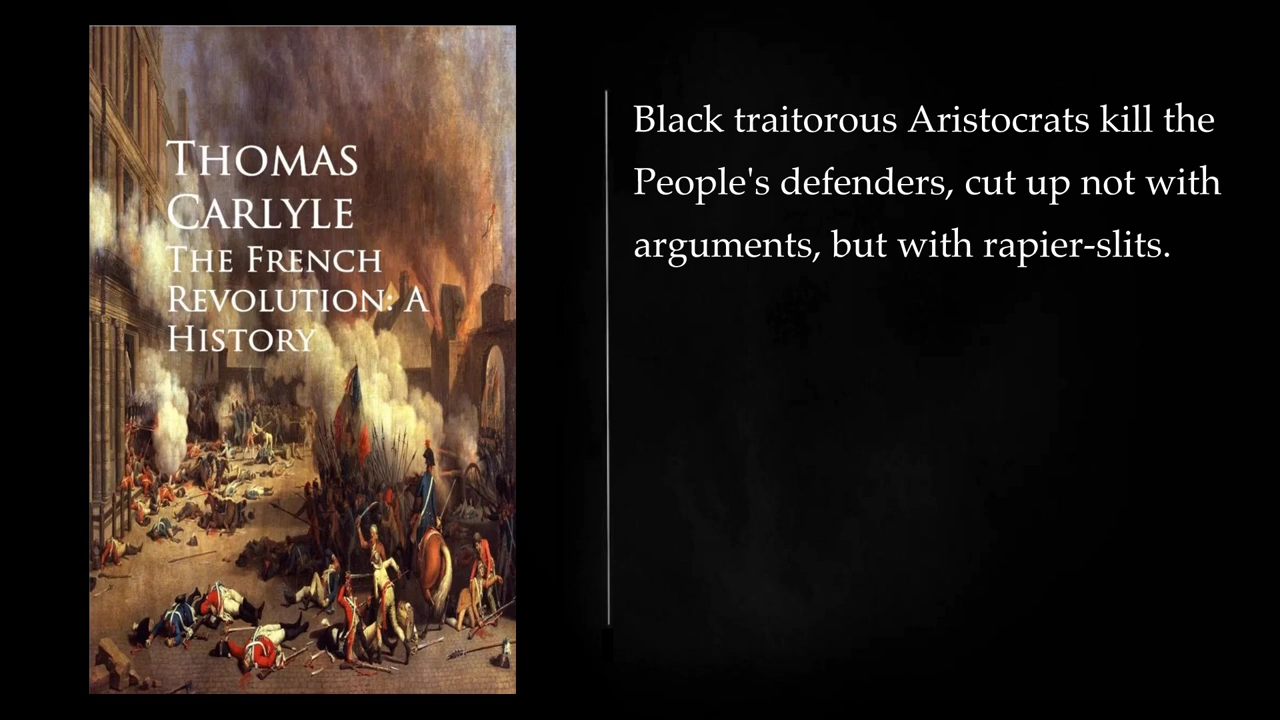 THOMAS
CARLYLE
THE FRENCH
REVOLUTION: A
HISTORY
Black traitorous Aristocrats kill the
People's defenders, cut up not with
arguments, but with rapier-slits.